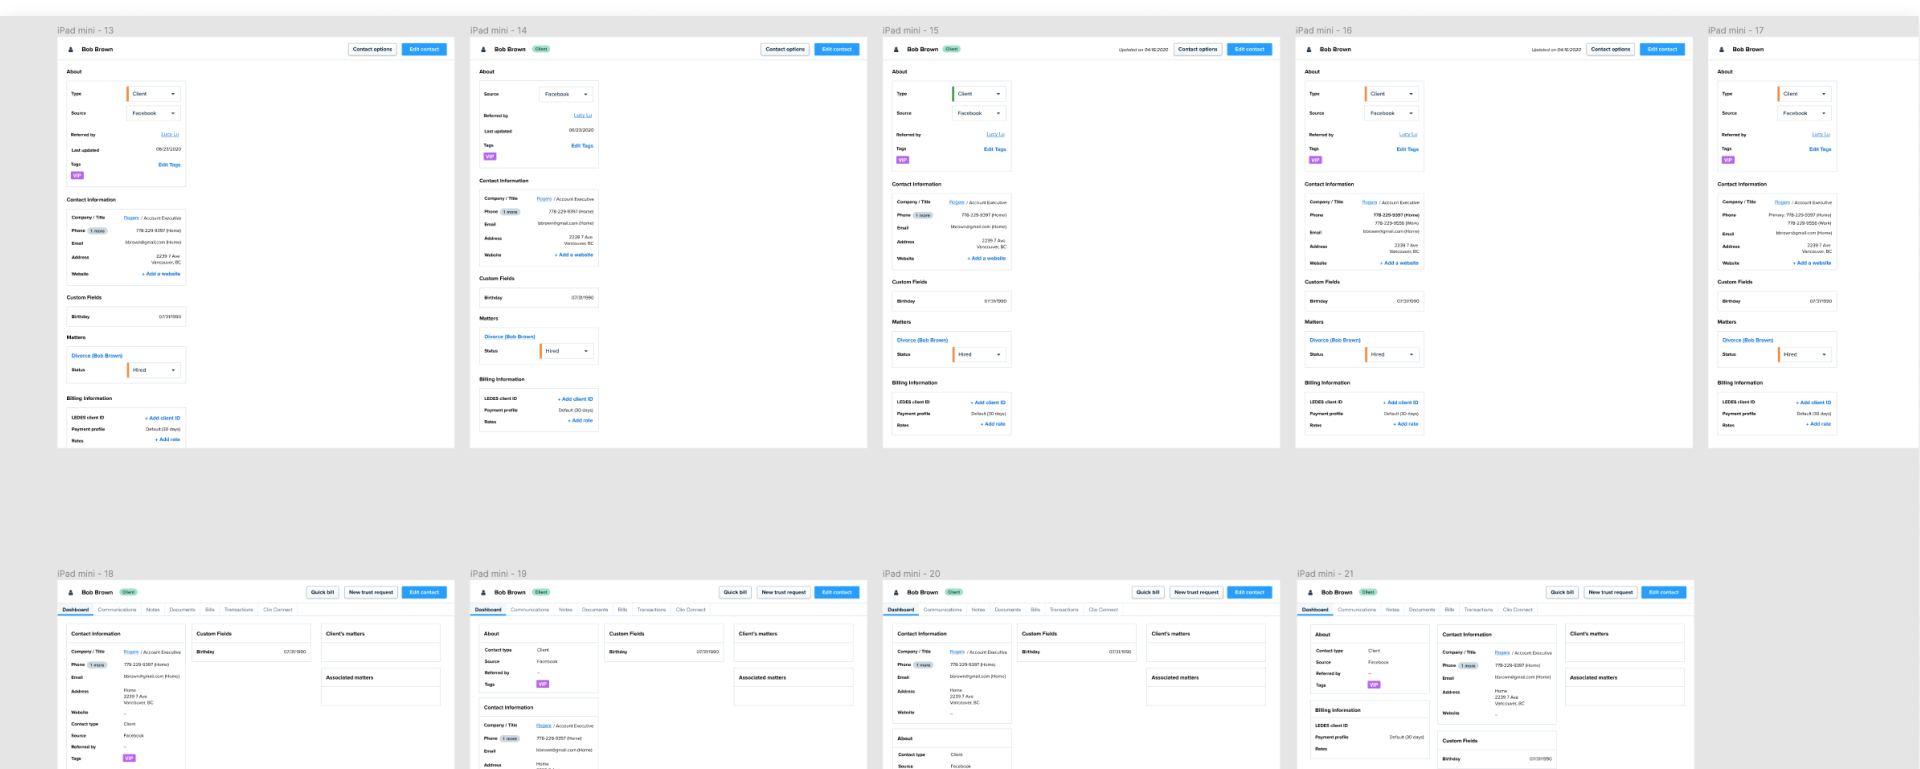 iPad mini - 13
Bob Brown
Contact options
Edit contact
About
Type
Client
Source
Facebook
Referred by
Lucy Lu
Last updated
06/23/2020
Tags
Edit Tags
VIP
Contact Information
Company / Title
Rogers / Account Executive
Phone 1 more
778-229-9397 (Home)
Email
bbrown@gmail.com (Home)
Address
2239 7 Ave
Vancouver, BC
Website
+ Add a website
Custom Fields
Birthday
07/31/1990
Matters
Divorce (Bob Brown)
Status
Hired
Billing Information
LEDES client ID
+ Add client ID
Payment profile
Default (30 days)
Rates
+ Add rate
iPad mini - 14
Bob Brown
Client
Contact options
Edit contact
About
Source
Facebook
Referred by
Lucy Lu
Last updated
06/23/2020
Tags
Edit Tags
VIP
Contact Information
Company / Title
Rogers / Account Executive
Phone 1 more
778-229-9397 (Home)
Email
bbrown@gmail.com (Home)
Address
2239 7 Ave
Vancouver, BC
Website
+ Add a website
Custom Fields
Birthday
07/31/1990
Matters
Divorce (Bob Brown)
Status
Hired
Billing Information
LEDES client ID
+ Add client ID
Payment profile
Default (30 days)
Rates
+ Add rate
iPad mini - 15
Bob Brown
Client
Updated on 04/16/2020
Contact options
Edit contact
About
Type
Client
Source
Facebook
Referred by
Lucy Lu
Tags
Edit Tags
VIP
Contact Information
Company / Title
Rogers / Account Executive
Phone 1 more
778-229-9397 (Home)
Email
bbrown@gmail.com (Home)
Address
2239 7 Ave
Vancouver, BC
Website
+ Add a website
Custom Fields
Birthday
07/31/1990
Matters
Divorce (Bob Brown)
Status
Hired
Billing Information
LEDES client ID
+ Add client ID
Payment profile
Default (30 days)
Rates
+ Add rate
iPad mini - 16
Bob Brown
Updated on 04/16/2020
Contact options
Edit contact
About
Type
Client
Source
Facebook
Referred by
Lucy Lu
Tags
Edit Tags
VIP
Contact Information
Company / Title
Rogers / Account Executive
Phone
778-229-9397 (Home)
778-229-9556 (Work)
Email
bbrown@gmail.com (Home)
Address
2239 7 Ave
Vancouver, BC
Website
+ Add a website
Custom Fields
Birthday
07/31/1990
Matters
Divorce (Bob Brown)
Status
Hired
Billing Information
LEDES client ID
+ Add client ID
Payment profile
Default (30 days)
Rates
+ Add rate
iPad mini - 17
Bob Brown
About
Type
Client
Source
Facebook
Referred by
Lucy Lu
Tags
Edit Tags
VIP
Contact Information
Company / Title
Rogers / Account Executive
Phone
Primary: 778-229-9397 (Home)
778-229-9556 (Work)
Email
bbrown@gmail.com (Home)
Address
2239 7 Ave
Vancouver, BC
Website
+ Add a website
Custom Fields
Birthday
07/31/1990
Matters
Divorce (Bob Brown)
Status
Hired
Billing Information
LEDES client ID
+ Add client ID
Payment profile
Default (30 days)
Rates
+ Add rate
iPad mini - 18
Bob Brown
Client
Quick bill
New trust request
Edit contact
Dashboard Communications Notes Documents Bills Transactions Clio Connect
Contact Information
Company / Title
Rogers / Account Executive
Phone 1 more
778-229-9397 (Home)
Email
bbrown@gmail.com (Home)
Address
Home
2239 7 Ave
Vancouver, BC
Website
–
Contact type
Client
Source
Facebook
Referred by
–
Tags
VIP
Custom Fields
Birthday
07/31/1990
Client's matters
Associated matters
iPad mini - 19
Bob Brown
Client
Quick bill
New trust request
Edit contact
Dashboard Communications Notes Documents Bills Transactions Clio Connect
About
Contact type
Client
Source
Facebook
Referred by
–
Tags
VIP
Contact Information
Company / Title
Rogers / Account Executive
Phone 1 more
778-229-9397 (Home)
Email
bbrown@gmail.com (Home)
Address
Home
Custom Fields
Birthday
07/31/1990
Client's matters
Associated matters
iPad mini - 20
Bob Brown
Client
Quick bill
New trust request
Edit contact
Dashboard Communications Notes Documents Bills Transactions Clio Connect
Contact Information
Company / Title
Rogers / Account Executive
Phone 1 more
778-229-9397 (Home)
Email
bbrown@gmail.com (Home)
Address
Home
2239 7 Ave
Vancouver, BC
Website
–
About
Contact type
Client
Source
Facebook
Custom Fields
Birthday
07/31/1990
Client's matters
Associated matters
iPad mini - 21
Bob Brown
Client
Quick bill
New trust request
Edit contact
Dashboard Communications Notes Documents Bills Transactions Clio Connect
About
Contact type
Client
Source
Facebook
Referred by
–
Tags
VIP
Billing Information
LEDES client ID
Payment profile
Default (30 days)
Rates
Contact Information
Company / Title
Rogers / Account Executive
Phone 1 more
778-229-9397 (Home)
Email
bbrown@gmail.com (Home)
Address
Home
2239 7 Ave
Vancouver, BC
Website
–
Custom Fields
Birthday
07/31/1990
Client's matters
Associated matters